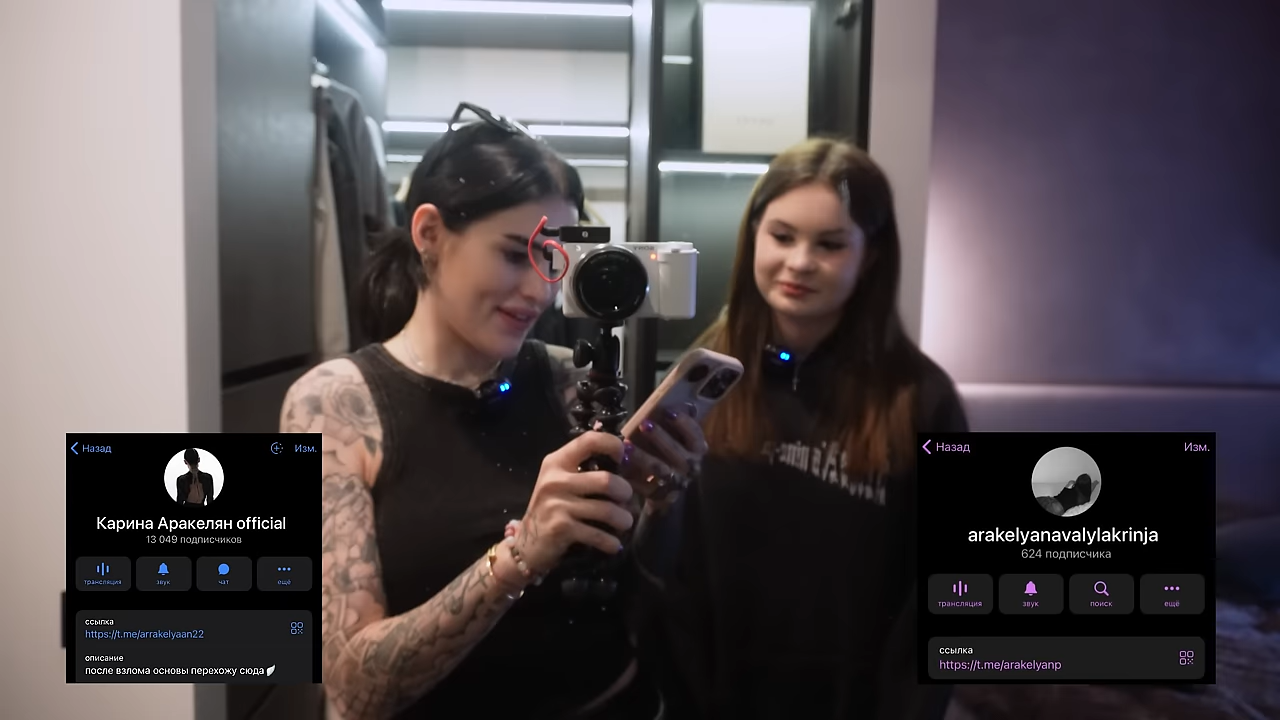 Назад
Изм.
Карина Аракелян official
13 049 подписчиков
трансляция
звук
чат
ещё
ссылка
https://t.me/arrakelyaan22
описание
после взлома основы перехожу сюда
Назад
Изм.
arakelyanavalylakrinja
624 подписчика
трансляция
звук
поиск
ещё
ссылка
https://t.me/arakelyanp